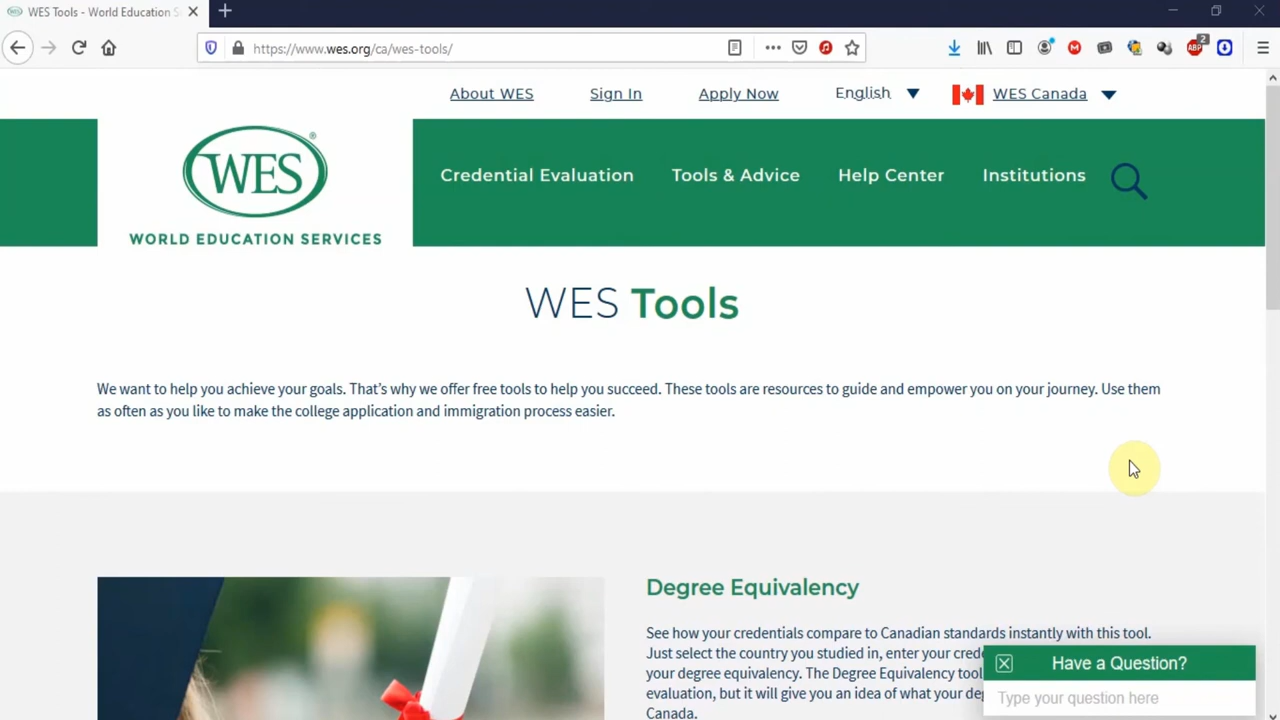 WES Tools - World Education S
https://www.wes.org/ca/wes-tools/
ABP
2
About WES
Sign In
Apply Now
English
WES Canada
WES
®
WORLD EDUCATION SERVICES
Credential Evaluation
Tools & Advice
Help Center
Institutions
WES Tools
We want to help you achieve your goals. That's why we offer free tools to help you succeed. These tools are resources to guide and empower you on your journey. Use them
as often as you like to make the college application and immigration process easier.
Degree Equivalency
See how your credentials compare to Canadian standards instantly with this tool.
Just select the country you studied in, enter your crede
your degree equivalency. The Degree Equivalency tool
evaluation, but it will give you an idea of what your deg
Canada.
Have a Question?
Type your question here